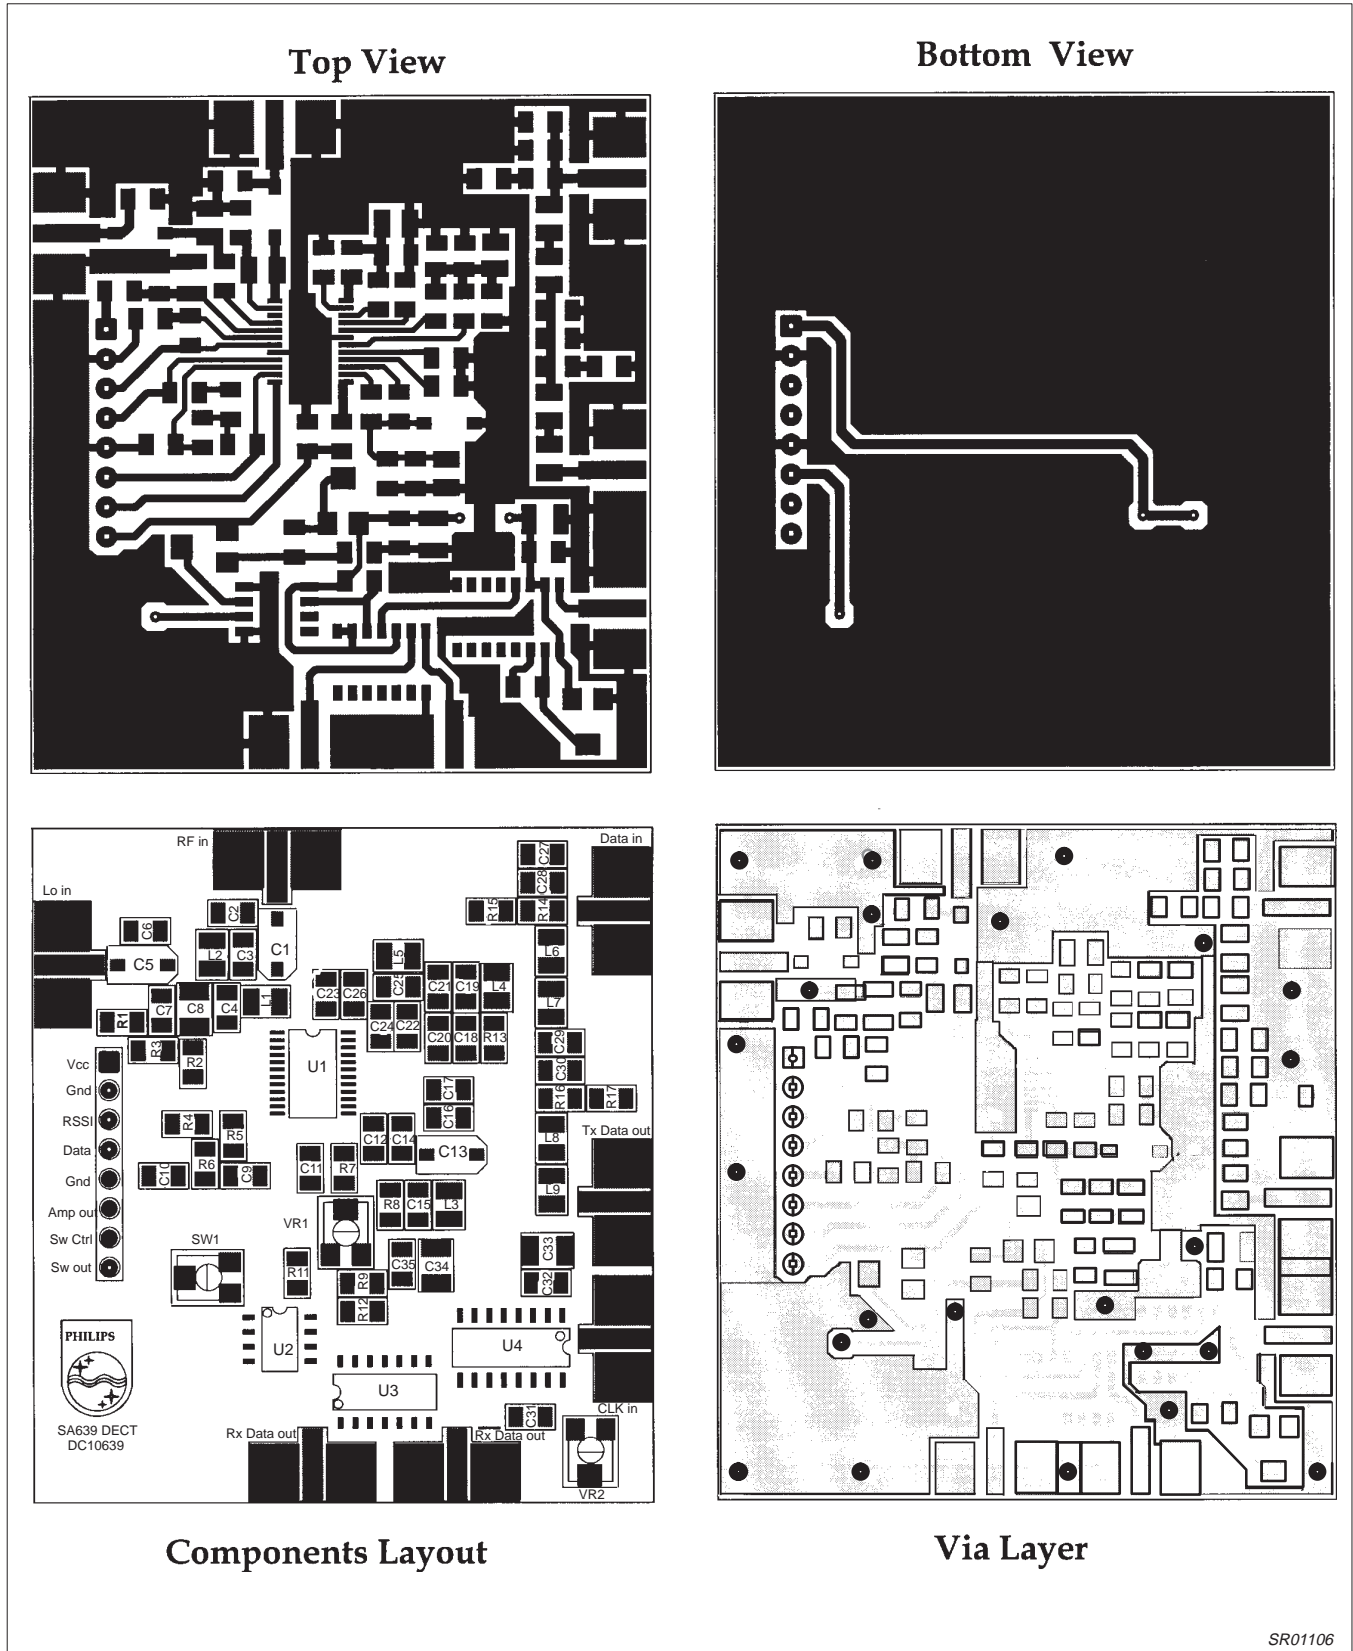 Top View
Bottom View
RF in
Data in
Lo in
C27
C28
R15
R14
C2
C6
C1
L2
C3
C5
L5
L6
C25
C23
C26
C21
C19
L4
L7
C7
C8
C4
L1
R1
C24
C22
C20
C18
R13
C29
R3
R2
C30
U1
Vcc
Gnd
RSSI
Data
Gnd
Amp out
Sw Ctrl
Sw out
C17
C16
R16
R17
R4
R5
C12
C14
L8
Tx Data out
C13
C10
R6
C9
C11
R7
L9
R8
C15
L3
VR1
SW1
C35
C34
C33
C32
R11
R9
R12
U2
U4
U3
PHILIPS
SA639 DECT
DC10639
C31
CLK in
Rx Data out
Rx Data out
VR2
Components Layout
Via Layer
SR01106